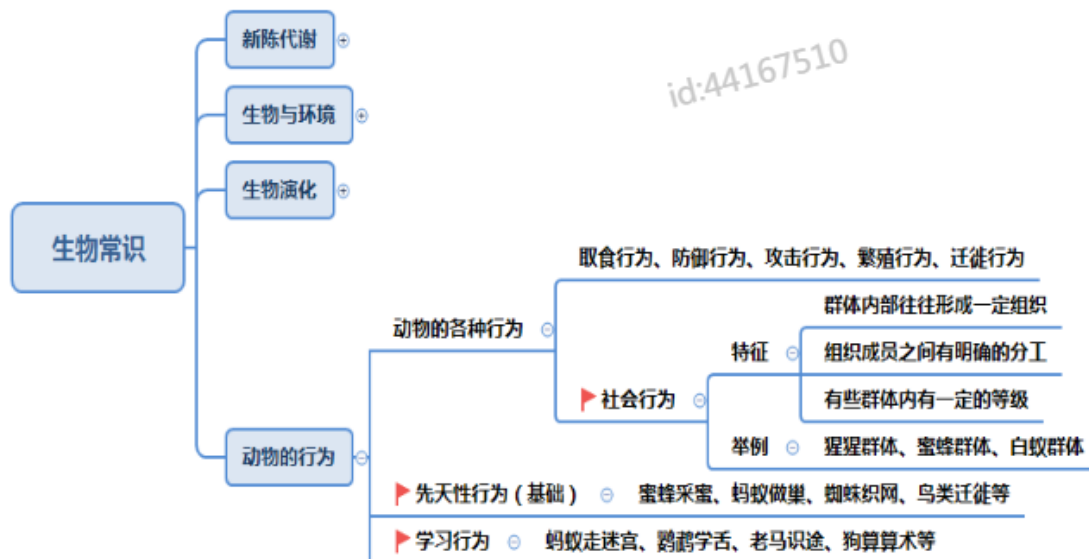 新陈代谢
id:44167510
生物与环境
生物演化
生物常识
取食行为、防御行为、攻击行为、繁殖行为、迁徙行为
群体内部往往形成一定组织
动物的各种行为
特征
组织成员之间有明确的分工
社会行为
有些群体内有一定的等级
举例
猩猩群体、蜜蜂群体、白蚁群体
动物的行为
先天性行为（基础）
蜜蜂采蜜、蚂蚁做巢、蜘蛛织网、鸟类迁徙等
学习行为
蚂蚁走迷宫、鹦鹉学舌、老马识途、狗算算术等